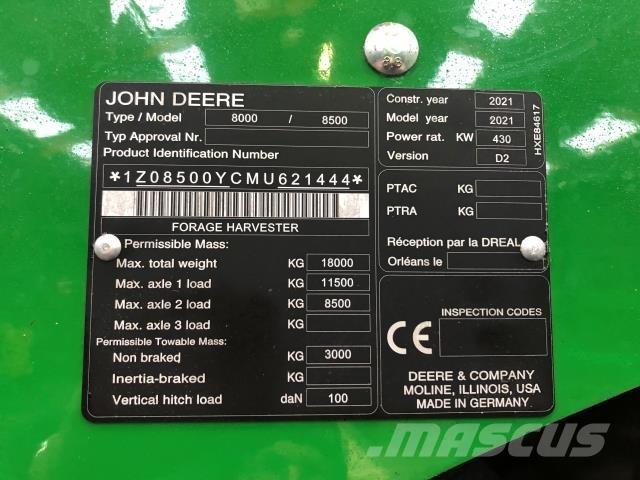 JOHN DEERE
Type / Model 8000 / 8500
Typ Approval Nr.
Product Identification Number
*1Z08500YCMU621444*
FORAGE HARVESTER
Permissible Mass:
Max. total weight KG 18000
Max. axle 1 load KG 11500
Max. axle 2 load KG 8500
Max. axle 3 load KG
Permissible Towable Mass:
Non braked KG 3000
Inertia-braked KG
Vertical hitch load daN 100
Constr. year 2021
Model year 2021
Power rat. KW 430
Version D2
HXE84617
PTAC KG
PTRA KG
Réception par la DREAL
Orléans le
INSPECTION CODES
CE
DEERE & COMPANY
MOLINE, ILLINOIS, USA
MADE IN GERMANY
MASCUS